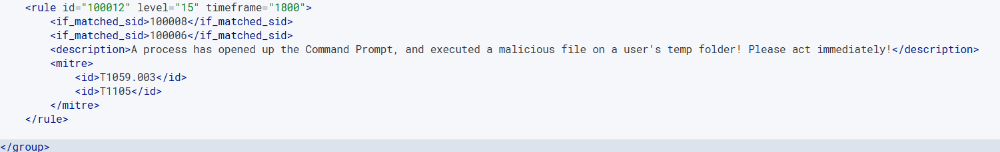 <rule id="100012" level="15" timeframe="1800">
<if_matched_sid>100008</if_matched_sid>
<if_matched_sid>100006</if_matched_sid>
<description>A process has opened up the Command Prompt, and executed a malicious file on a user's temp folder! Please act immediately!</description>
<mitre>
<id>T1059.003</id>
<id>T1105</id>
</mitre>
</rule>
</group>